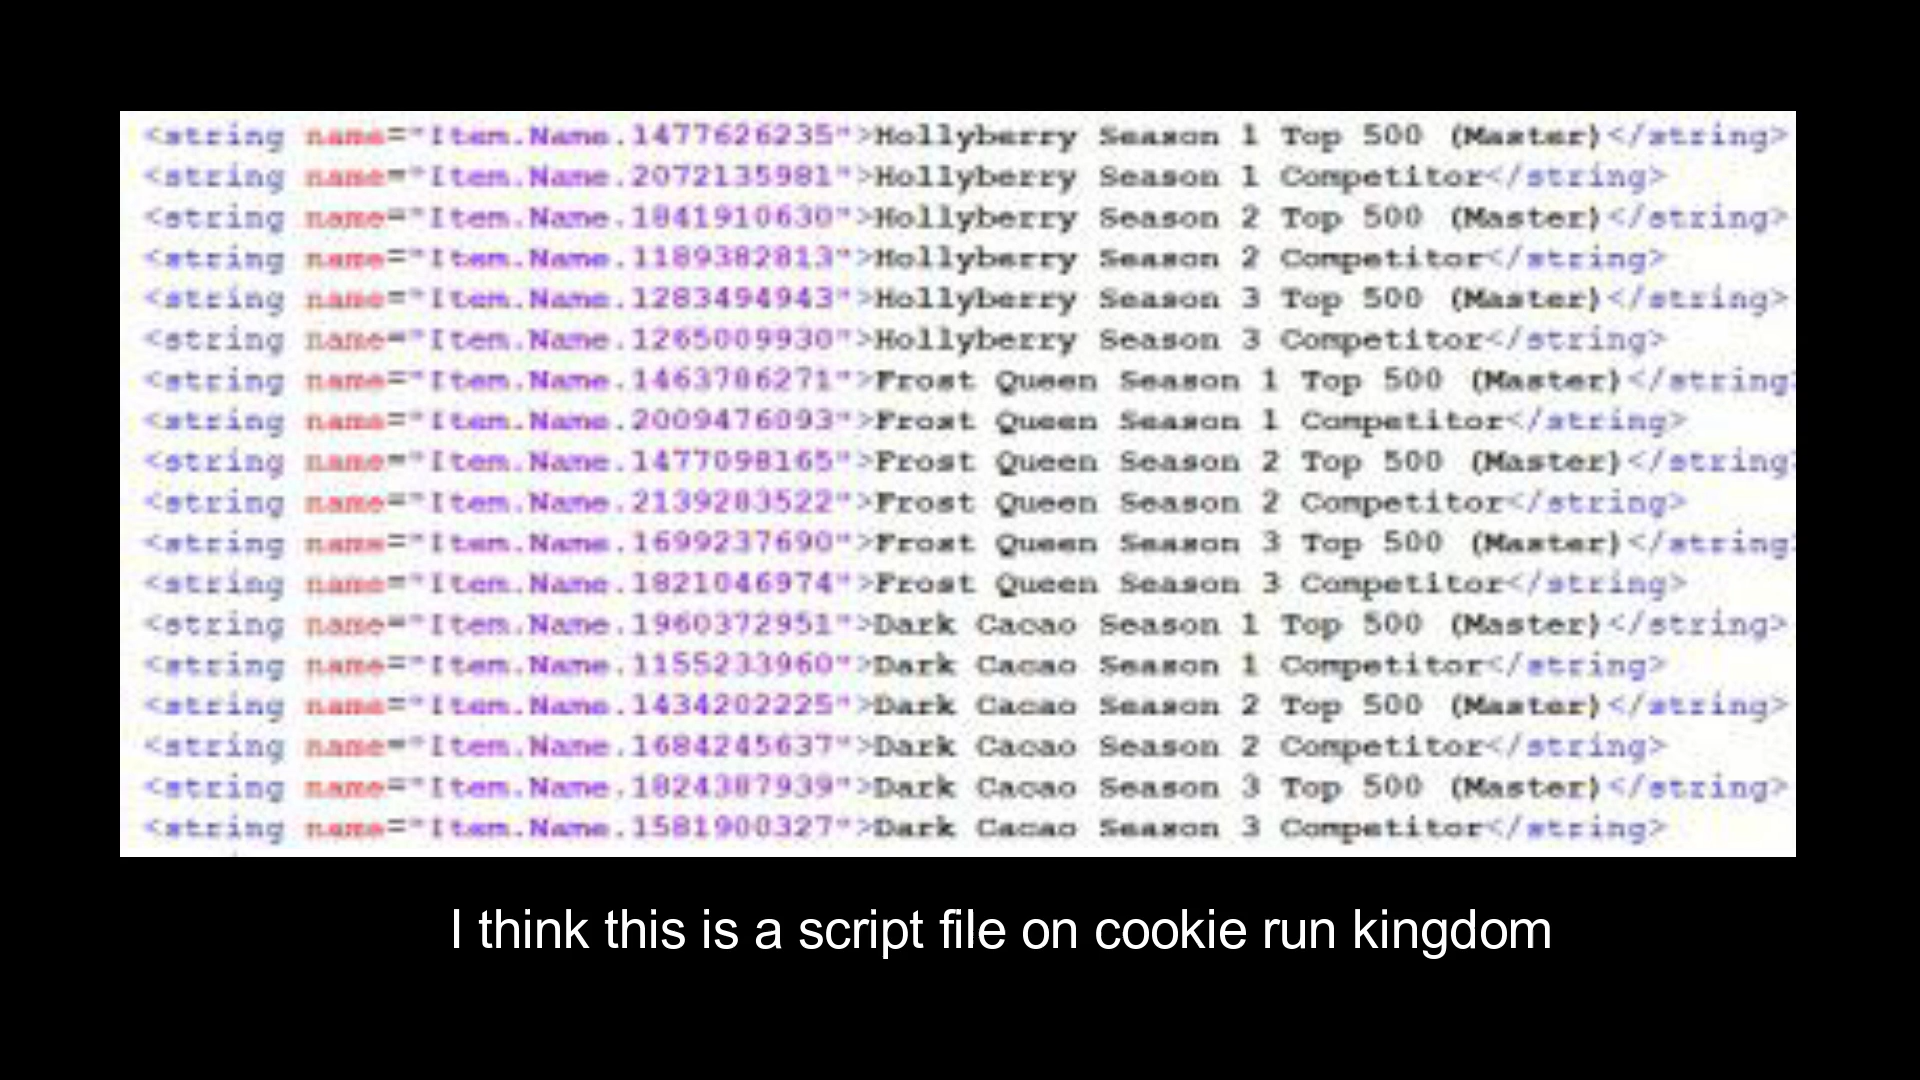 <string name="Item.Name.1477626235">Hollyberry Season 1 Top 500 (Master)</string>
<string name="Item.Name.2072135981">Hollyberry Season 1 Competitor</string>
<string name="Item.Name.1841910630">Hollyberry Season 2 Top 500 (Master)</string>
<string name="Item.Name.1189382813">Hollyberry Season 2 Competitor</string>
<string name="Item.Name.1283494943">Hollyberry Season 3 Top 500 (Master)</string>
<string name="Item.Name.1265009930">Hollyberry Season 3 Competitor</string>
<string name="Item.Name.1463706271">Frost Queen Season 1 Top 500 (Master)</string>
<string name="Item.Name.2009476093">Frost Queen Season 1 Competitor</string>
<string name="Item.Name.1477098165">Frost Queen Season 2 Top 500 (Master)</string>
<string name="Item.Name.2139283522">Frost Queen Season 2 Competitor</string>
<string name="Item.Name.1699237690">Frost Queen Season 3 Top 500 (Master)</string>
<string name="Item.Name.1821046974">Frost Queen Season 3 Competitor</string>
<string name="Item.Name.1960372951">Dark Cacao Season 1 Top 500 (Master)</string>
<string name="Item.Name.1155233960">Dark Cacao Season 1 Competitor</string>
<string name="Item.Name.1434202225">Dark Cacao Season 2 Top 500 (Master)</string>
<string name="Item.Name.1684245637">Dark Cacao Season 2 Competitor</string>
<string name="Item.Name.1824387939">Dark Cacao Season 3 Top 500 (Master)</string>
<string name="Item.Name.1581900327">Dark Cacao Season 3 Competitor</string>
I think this is a script file on cookie run kingdom